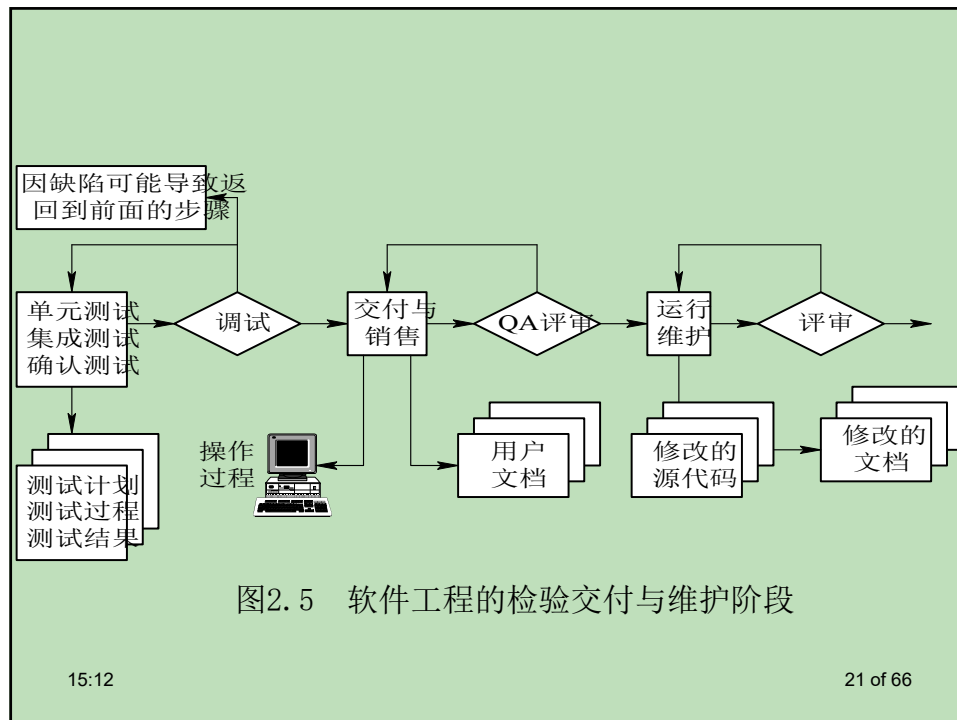 因缺陷可能导致返
回到前面的步骤
单元测试
集成测试
确认测试
调试
交付与
销售
QA评审
运行
维护
评审
测试计划
测试过程
测试结果
操作
过程
用户
文档
修改的
源代码
修改的
文档
图2.5 软件工程的检验交付与维护阶段
15:12
21 of 66